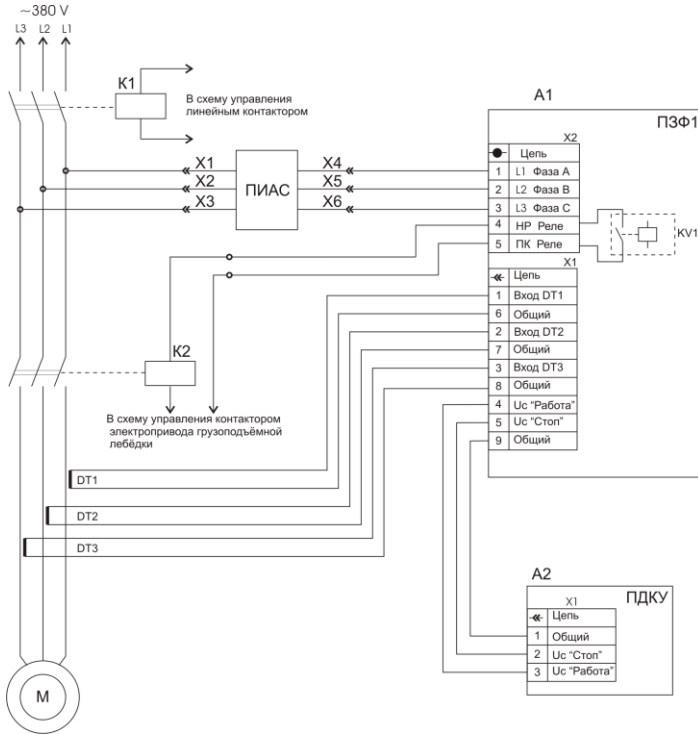 ~380 V
L3 L2 L1
K1
В схему управления
линейным контактором
A1
ПЗФ1
X2
Цепь
1 L1 Фаза А
2 L2 Фаза В
3 L3 Фаза С
4 НР Реле
5 ПК Реле
KV1
X1 X4
X2 X5
X3 X6
ПИАС
X1
Цепь
1 Вход DT1
6 Общий
2 Вход DT2
7 Общий
3 Вход DT3
8 Общий
4 Uc "Работа"
5 Uc "Стоп"
9 Общий
K2
В схему управления контактором
электропривода грузоподъёмной
лебёдки
DT1
DT2
DT3
A2
ПДКУ
X1
Цепь
1 Общий
2 Uc "Стоп"
3 Uc "Работа"
М